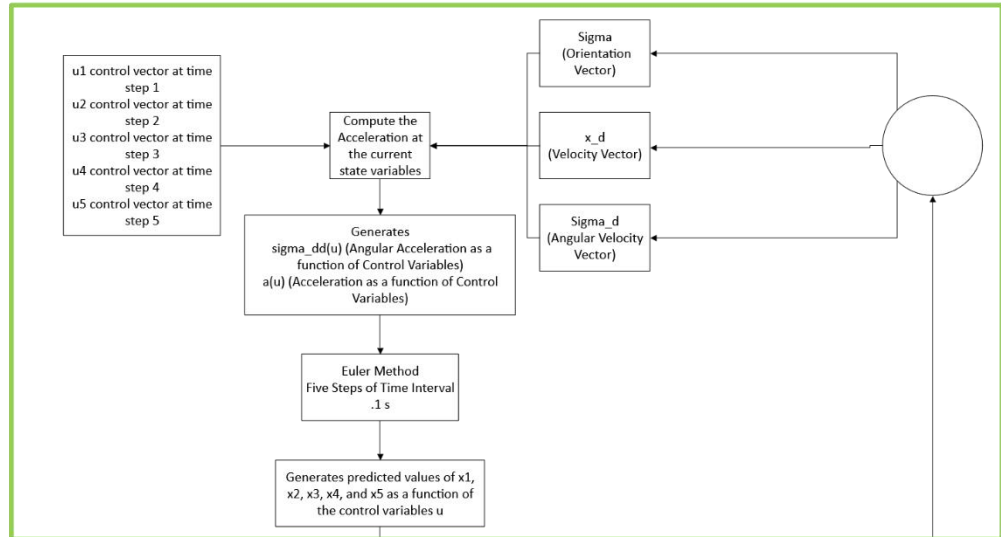 u1 control vector at time
step 1
u2 control vector at time
step 2
u3 control vector at time
step 3
u4 control vector at time
step 4
u5 control vector at time
step 5
Compute the
Acceleration at
the current
state variables
Sigma
(Orientation
Vector)
x_d
(Velocity Vector)
Sigma_d
(Angular Velocity
Vector)
Generates
sigma_dd(u) (Angular Acceleration as a
function of Control Variables)
a(u) (Acceleration as a function of Control
Variables)
Euler Method
Five Steps of Time Interval
.1 s
Generates predicted values of x1,
x2, x3, x4, and x5 as a function of
the control variables u